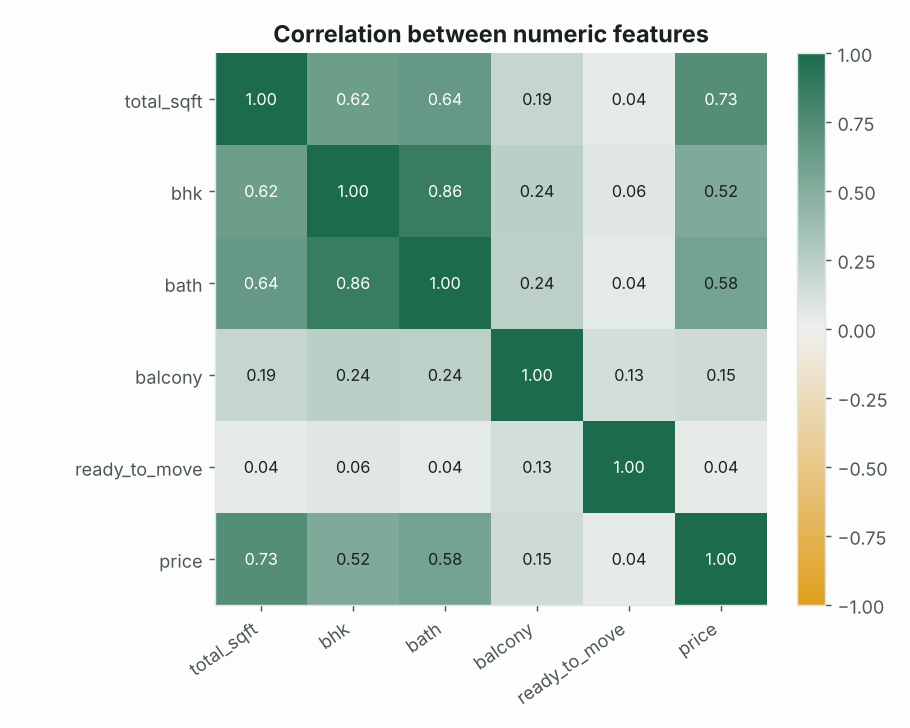 Correlation between numeric features
total_sqft 1.00 0.62 0.64 0.19 0.04 0.73
bhk 0.62 1.00 0.86 0.24 0.06 0.52
bath 0.64 0.86 1.00 0.24 0.04 0.58
balcony 0.19 0.24 0.24 1.00 0.13 0.15
ready_to_move 0.04 0.06 0.04 0.13 1.00 0.04
price 0.73 0.52 0.58 0.15 0.04 1.00
total_sqft bhk bath balcony ready_to_move price
1.00
0.75
0.50
0.25
0.00
−0.25
−0.50
−0.75
−1.00